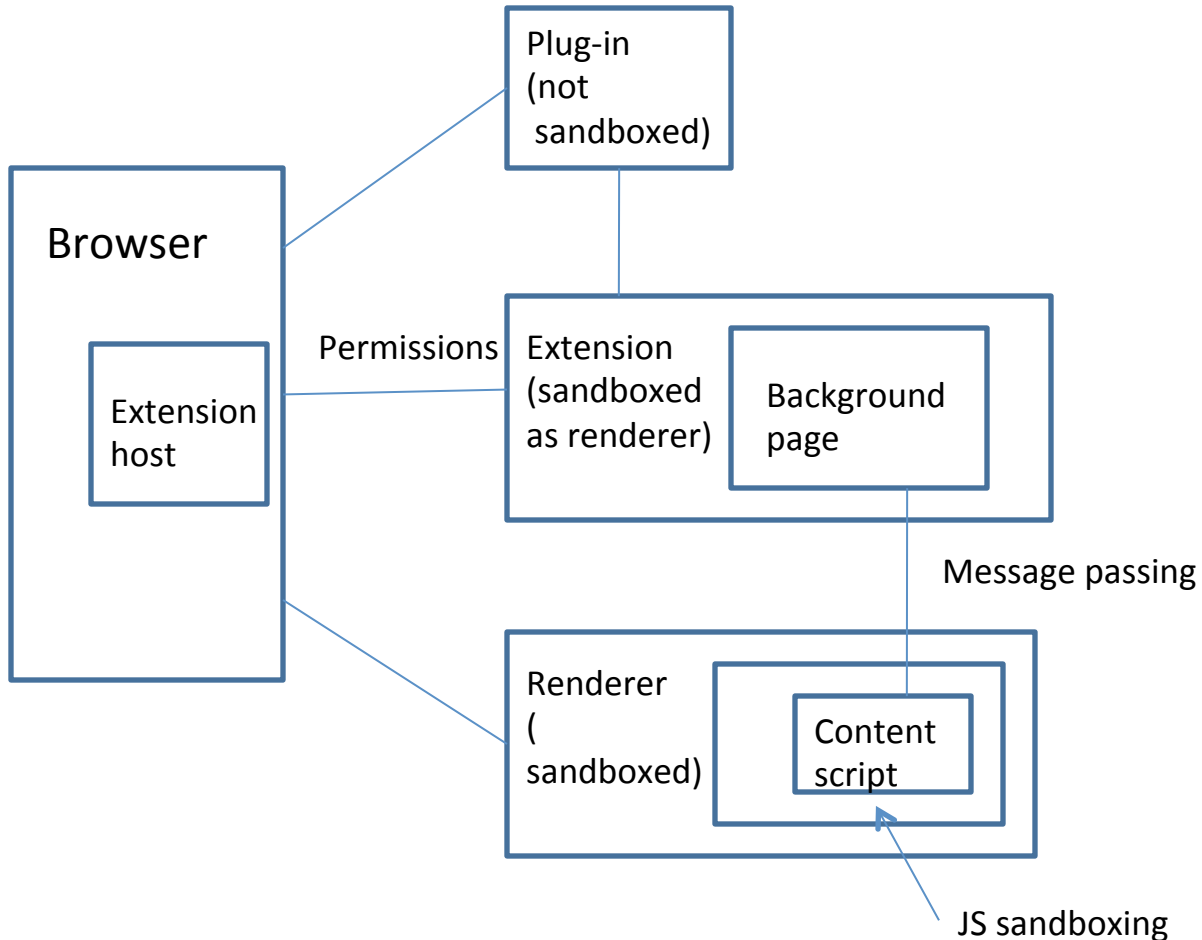 Plug-in
(not
sandboxed)
Browser
Extension
host
Permissions
Extension
(sandboxed
as renderer)
Background
page
Message passing
Renderer
(
sandboxed)
Content
script
JS sandboxing